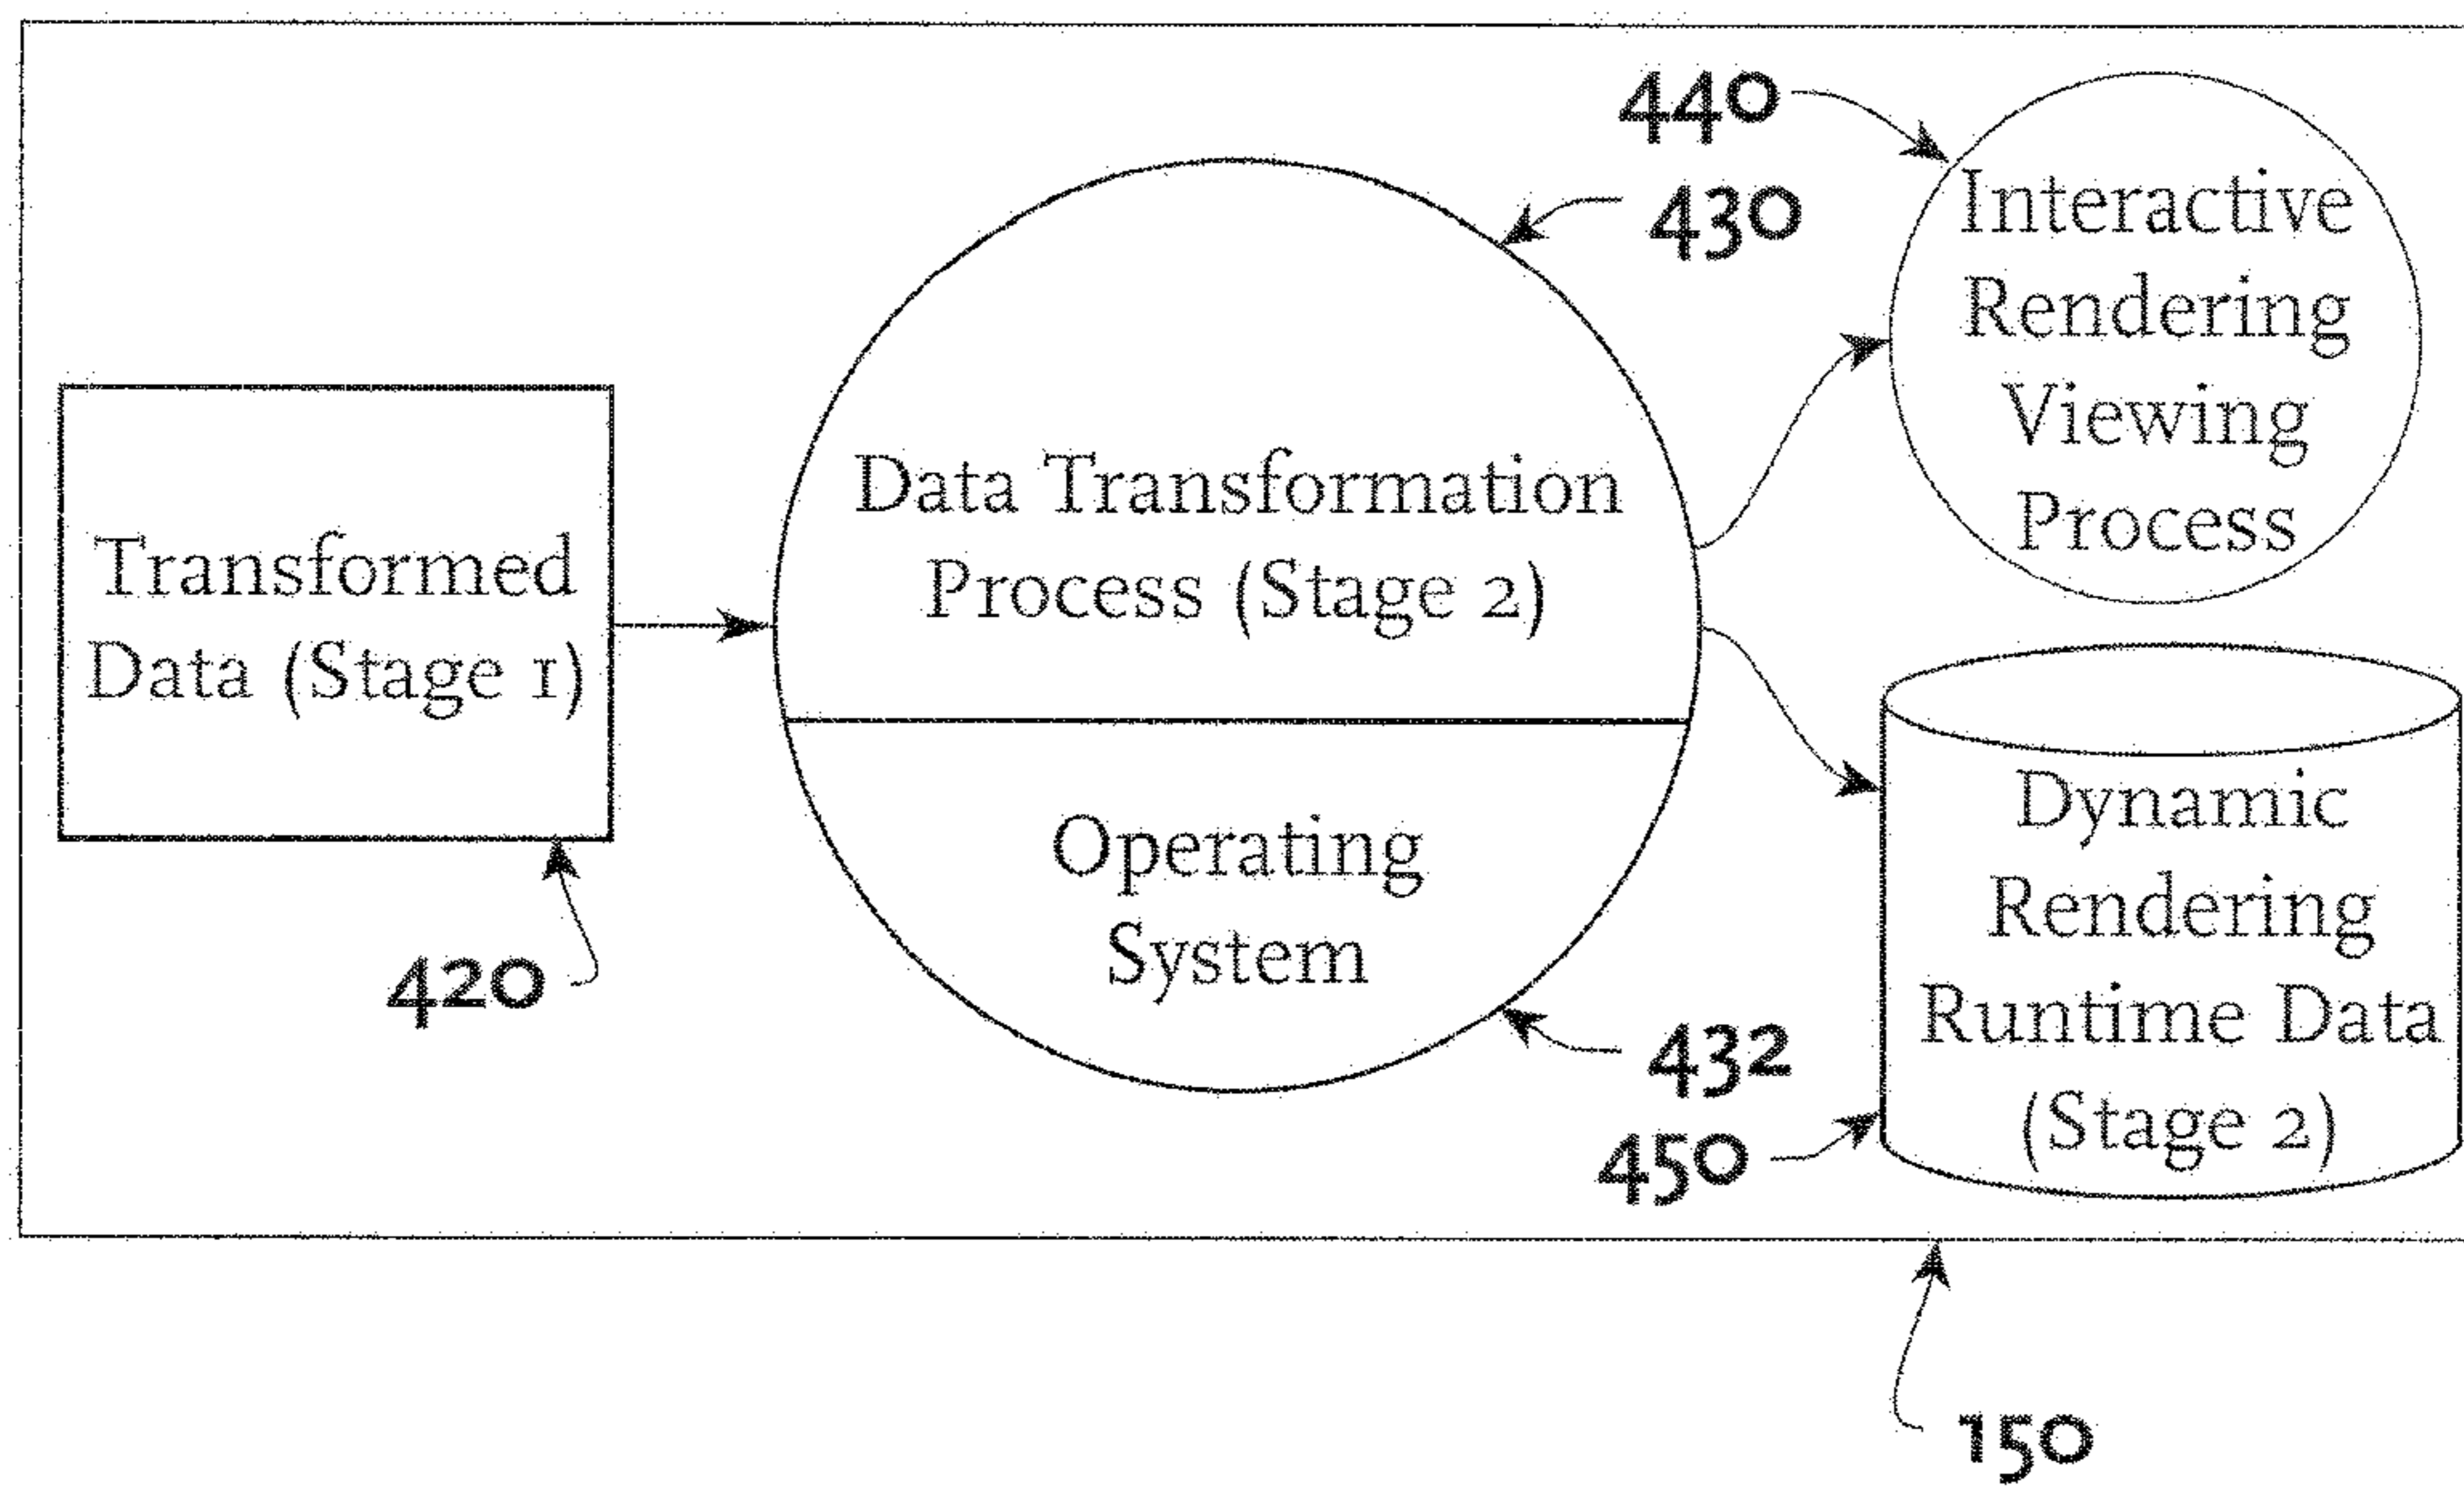 Transformed
Data (Stage 1)
420
Data Transformation
Process (Stage 2)
430
Operating
System
432
440
Interactive
Rendering
Viewing
Process
Dynamic
Rendering
Runtime Data
(Stage 2)
450
150